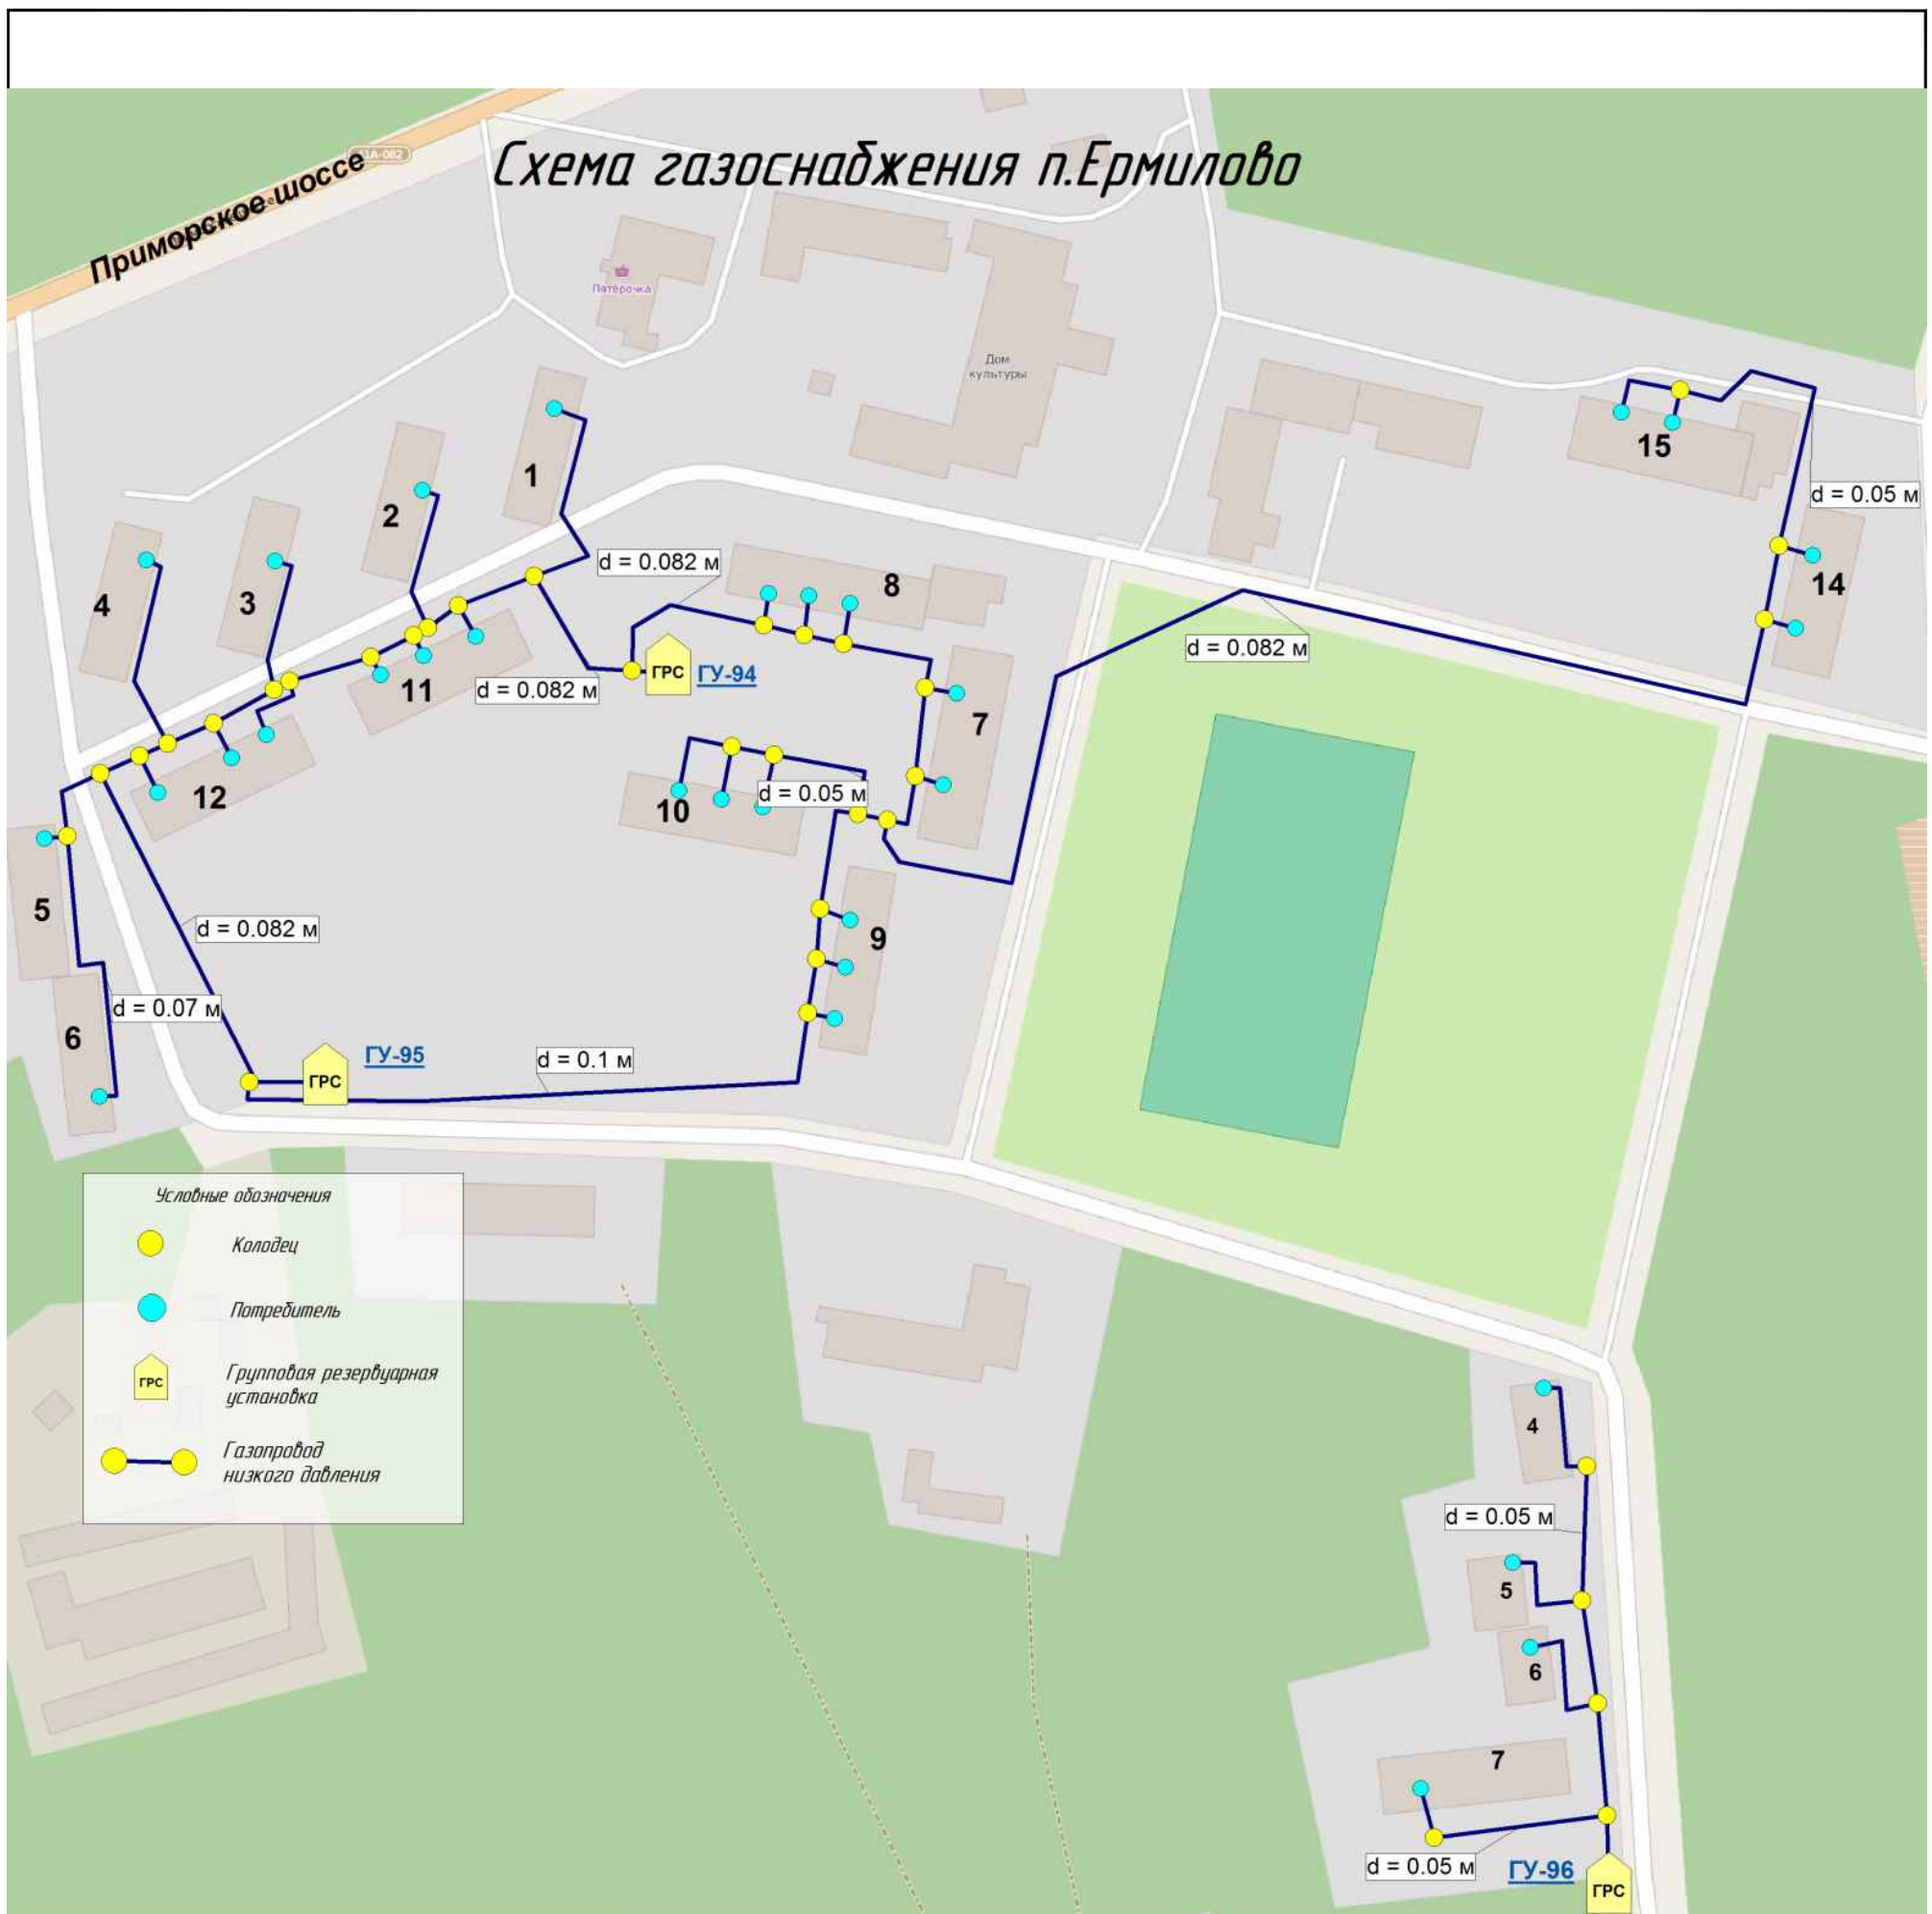 Схема газоснабжения п.Ермилово
Приморское шоссе
41А-082
Пятёрочка
Дом
культуры
1
2
3
4
d = 0.082 м
8
15
d = 0.05 м
14
d = 0.082 м
11
d = 0.082 м
ГРС
ГУ-94
7
12
10
d = 0.05 м
5
d = 0.082 м
9
d = 0.07 м
6
ГРС
ГУ-95
d = 0.1 м
Условные обозначения
Колодец
Потребитель
ГРС
Групповая резервуарная
установка
Газопровод
низкого давления
4
d = 0.05 м
5
6
7
d = 0.05 м
ГУ-96
ГРС